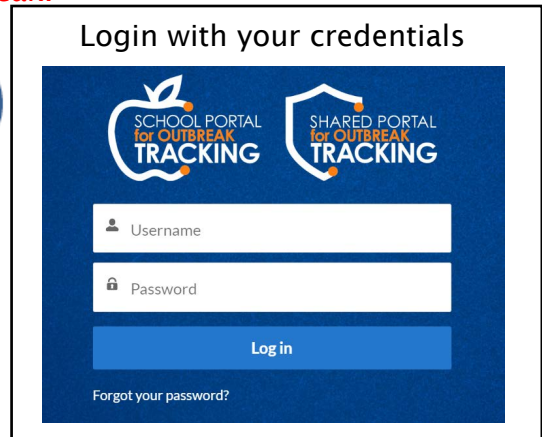 Login with your credentials
SCHOOL PORTAL
for OUTBREAK
TRACKING
SHARED PORTAL
for OUTBREAK
TRACKING
Username
Password
Log in
Forgot your password?